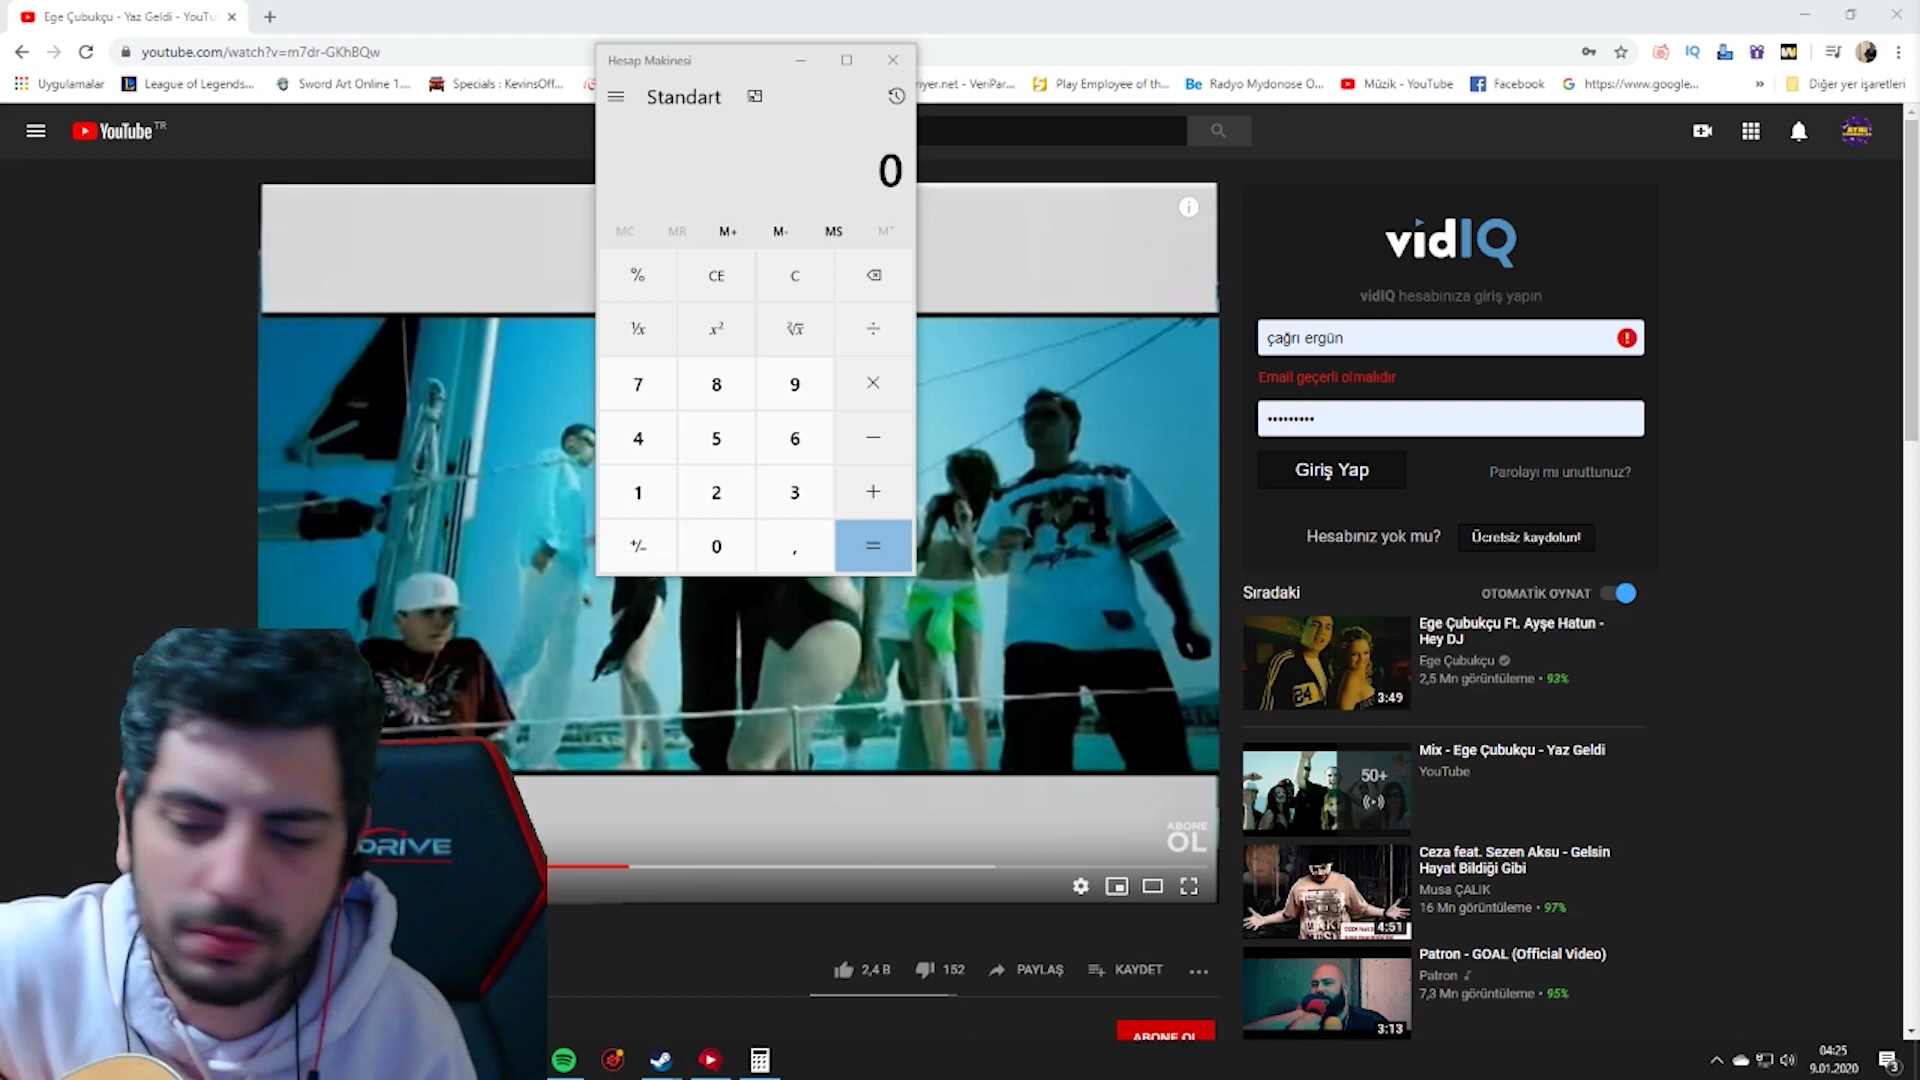 Ege Çubukçu - Yaz Geldi - YouTu
youtube.com/watch?v=m7dr-GKhBQw
Uygulamalar
League of Legends...
Sword Art Online 1...
Specials : KevinsOff...
riyer.net - VeriPar...
Play Employee of th...
Radyo Mydonose O...
Müzik - YouTube
Facebook
https://www.google...
»
Diğer yer işaretleri
YouTube TR
Hesap Makinesi
Standart
0
MC MR M+ M- MS M˅
% CE C
⅟x x² ²√x ÷
7 8 9 ×
4 5 6 −
1 2 3 +
+/− 0 , =
ABONE
OL
DRIVE
2,4 B
152
PAYLAŞ
KAYDET
ABONE OL
vidIQ
vidIQ hesabınıza giriş yapın
çağrı ergün
Email geçerli olmalıdır
•••••••••
Giriş Yap
Parolayı mı unuttunuz?
Hesabınız yok mu?
Ücretsiz kaydolun!
Sıradaki
OTOMATİK OYNAT
Ege Çubukçu Ft. Ayşe Hatun -
Hey DJ
Ege Çubukçu
2,5 Mn görüntüleme • 93%
24
3:49
Mix - Ege Çubukçu - Yaz Geldi
YouTube
50+
Ceza feat. Sezen Aksu - Gelsin
Hayat Bildiği Gibi
Musa ÇALIK
16 Mn görüntüleme • 97%
4:51
Patron - GOAL (Official Video)
Patron
7,3 Mn görüntüleme • 95%
3:13
04:25
9.01.2020
3